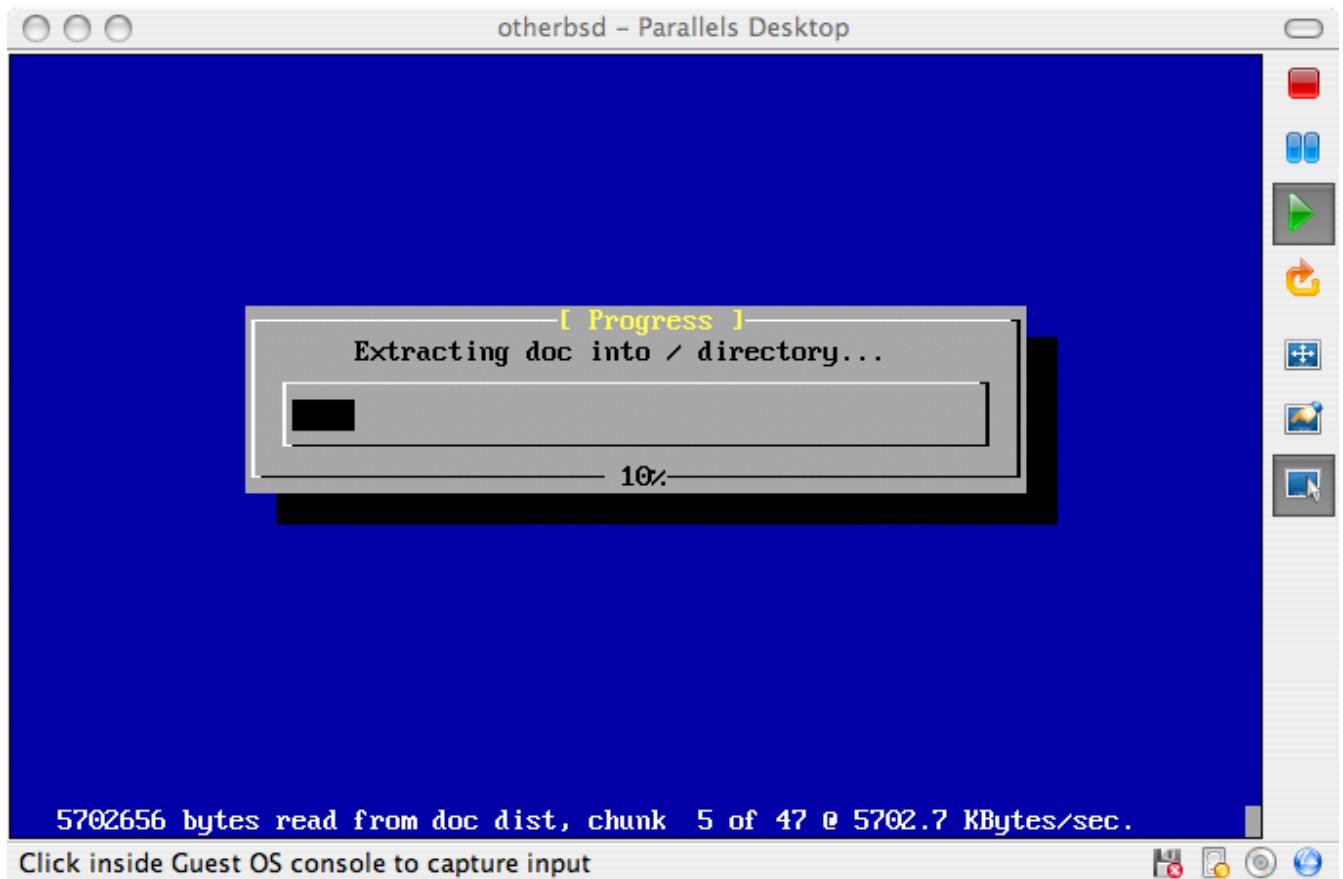 otherbsd – Parallels Desktop
[ Progress ]
Extracting doc into / directory...
10%
5702656 bytes read from doc dist, chunk  5 of 47 @ 5702.7 KBytes/sec.
Click inside Guest OS console to capture input